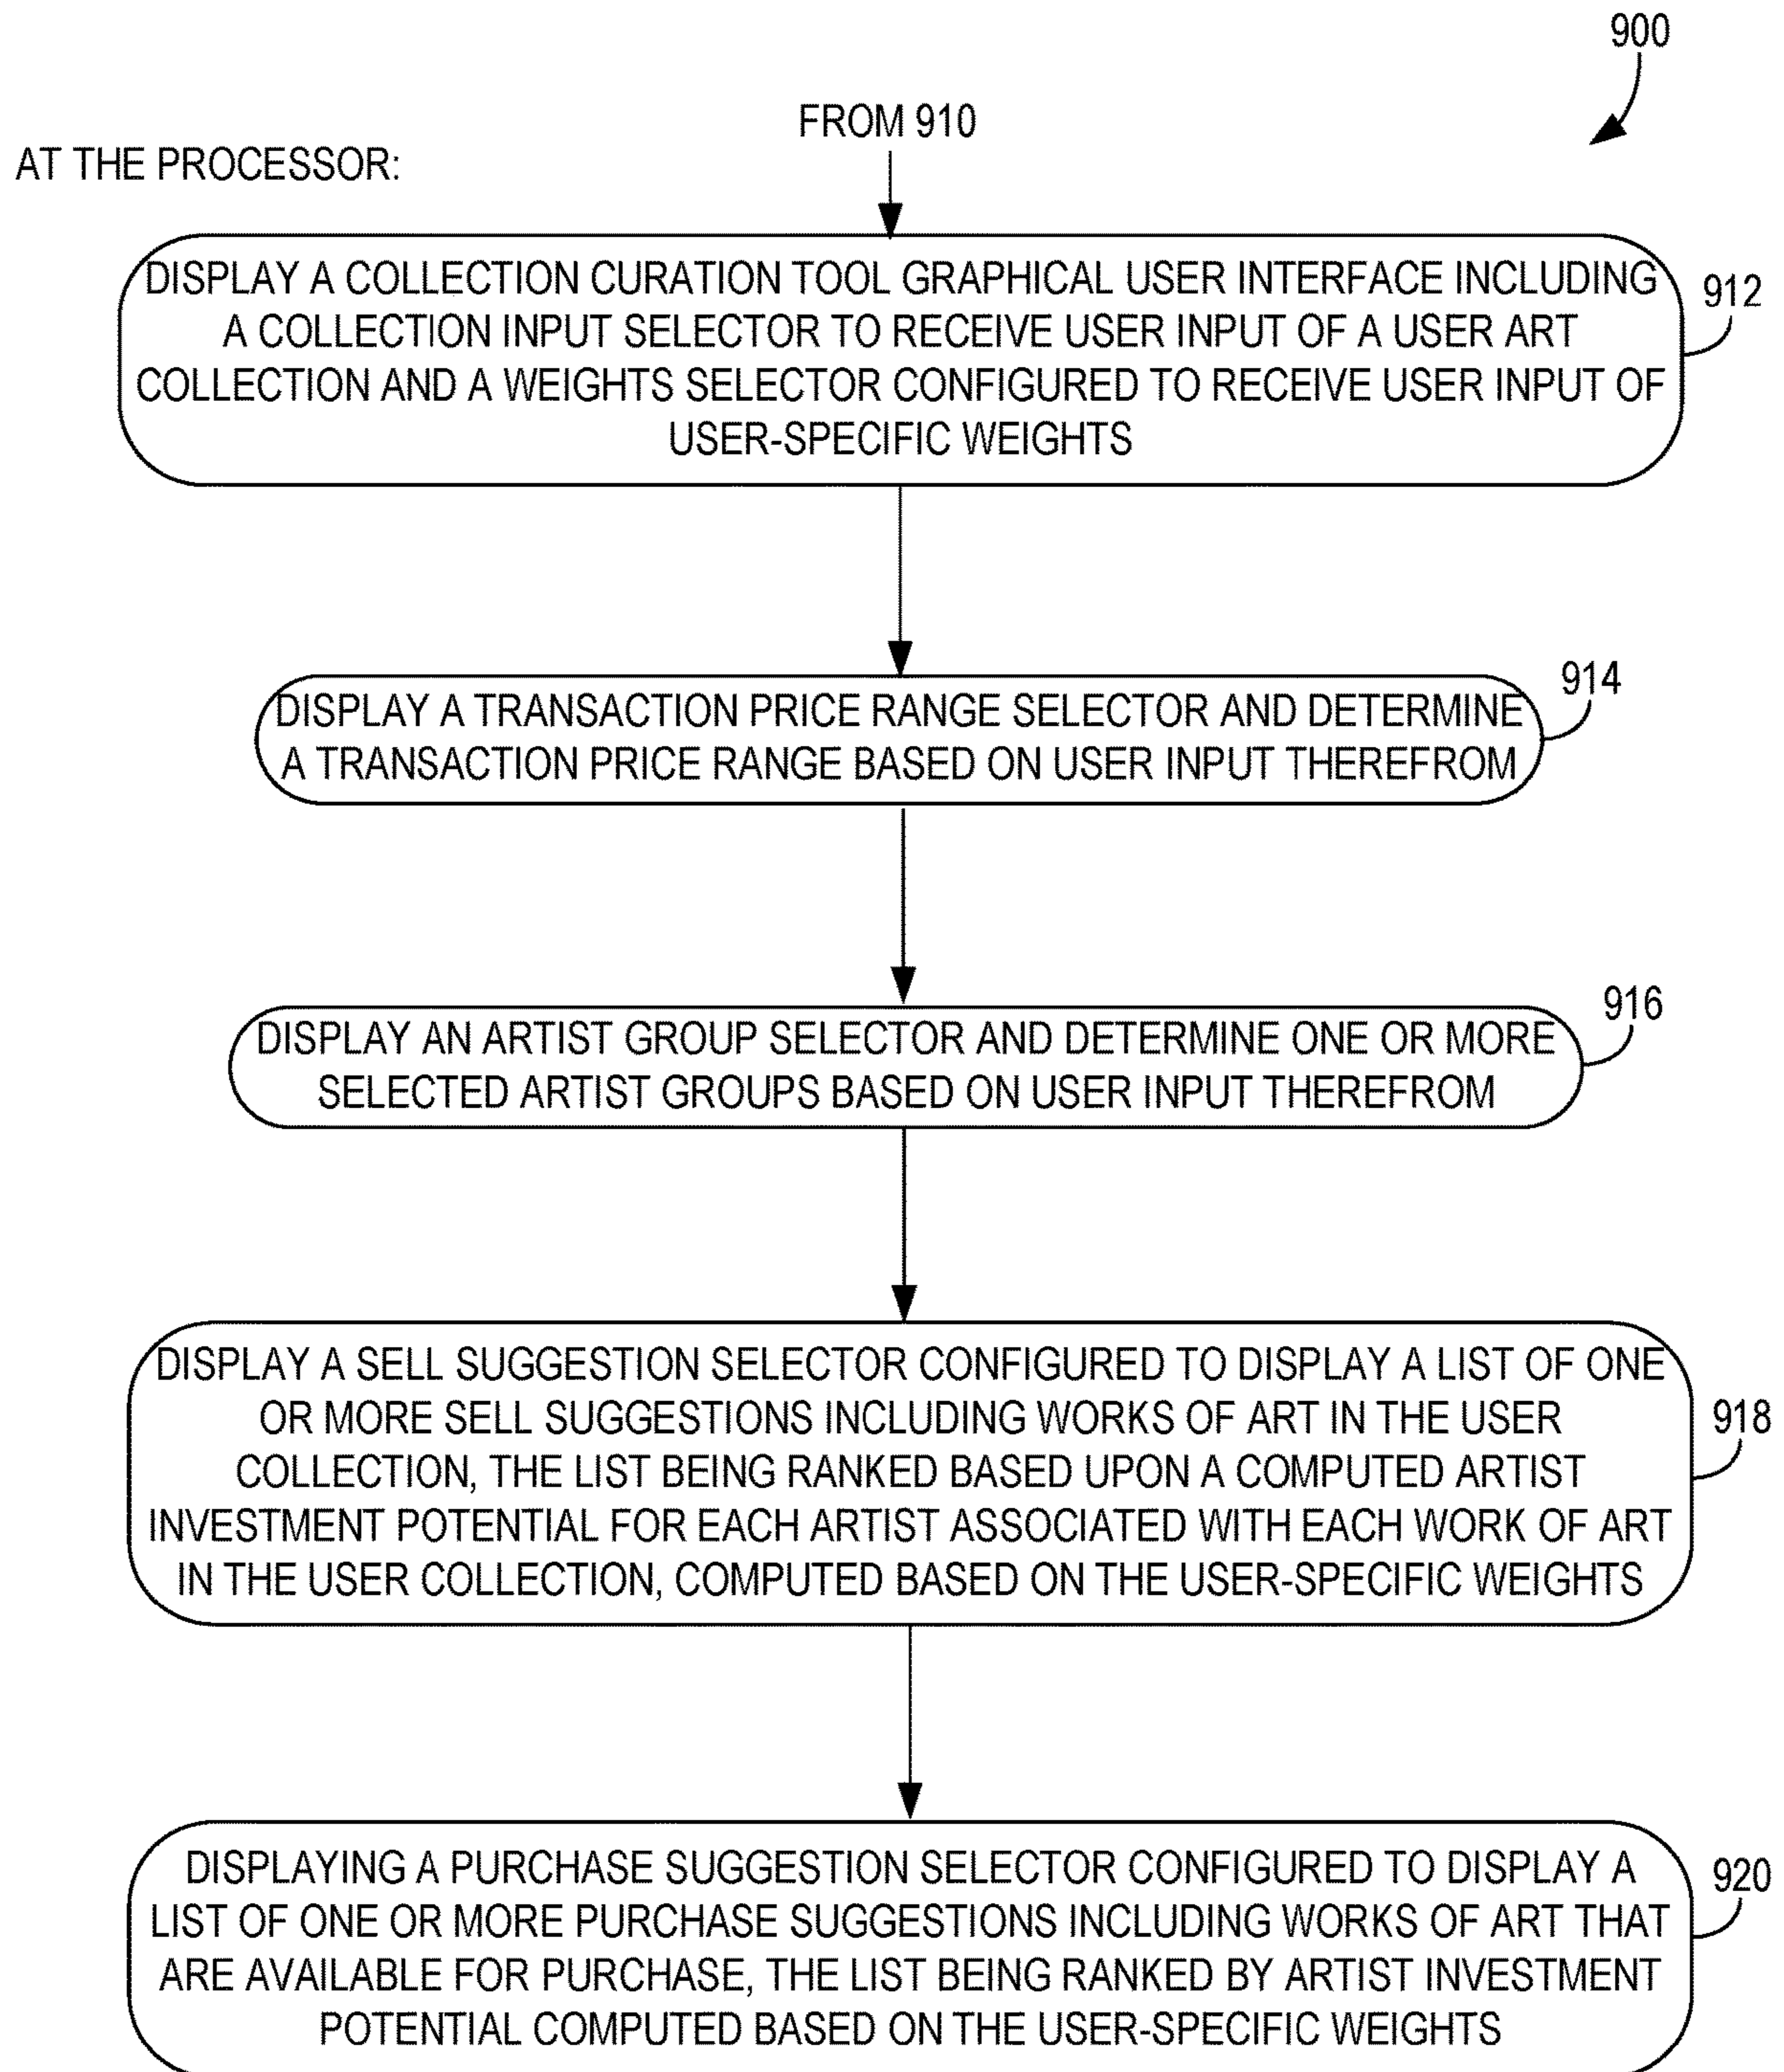 900
FROM 910
AT THE PROCESSOR:
DISPLAY A COLLECTION CURATION TOOL GRAPHICAL USER INTERFACE INCLUDING
A COLLECTION INPUT SELECTOR TO RECEIVE USER INPUT OF A USER ART
COLLECTION AND A WEIGHTS SELECTOR CONFIGURED TO RECEIVE USER INPUT OF
USER-SPECIFIC WEIGHTS
912
DISPLAY A TRANSACTION PRICE RANGE SELECTOR AND DETERMINE
A TRANSACTION PRICE RANGE BASED ON USER INPUT THEREFROM
914
DISPLAY AN ARTIST GROUP SELECTOR AND DETERMINE ONE OR MORE
SELECTED ARTIST GROUPS BASED ON USER INPUT THEREFROM
916
DISPLAY A SELL SUGGESTION SELECTOR CONFIGURED TO DISPLAY A LIST OF ONE
OR MORE SELL SUGGESTIONS INCLUDING WORKS OF ART IN THE USER
COLLECTION, THE LIST BEING RANKED BASED UPON A COMPUTED ARTIST
INVESTMENT POTENTIAL FOR EACH ARTIST ASSOCIATED WITH EACH WORK OF ART
IN THE USER COLLECTION, COMPUTED BASED ON THE USER-SPECIFIC WEIGHTS
918
DISPLAYING A PURCHASE SUGGESTION SELECTOR CONFIGURED TO DISPLAY A
LIST OF ONE OR MORE PURCHASE SUGGESTIONS INCLUDING WORKS OF ART THAT
ARE AVAILABLE FOR PURCHASE, THE LIST BEING RANKED BY ARTIST INVESTMENT
POTENTIAL COMPUTED BASED ON THE USER-SPECIFIC WEIGHTS
920